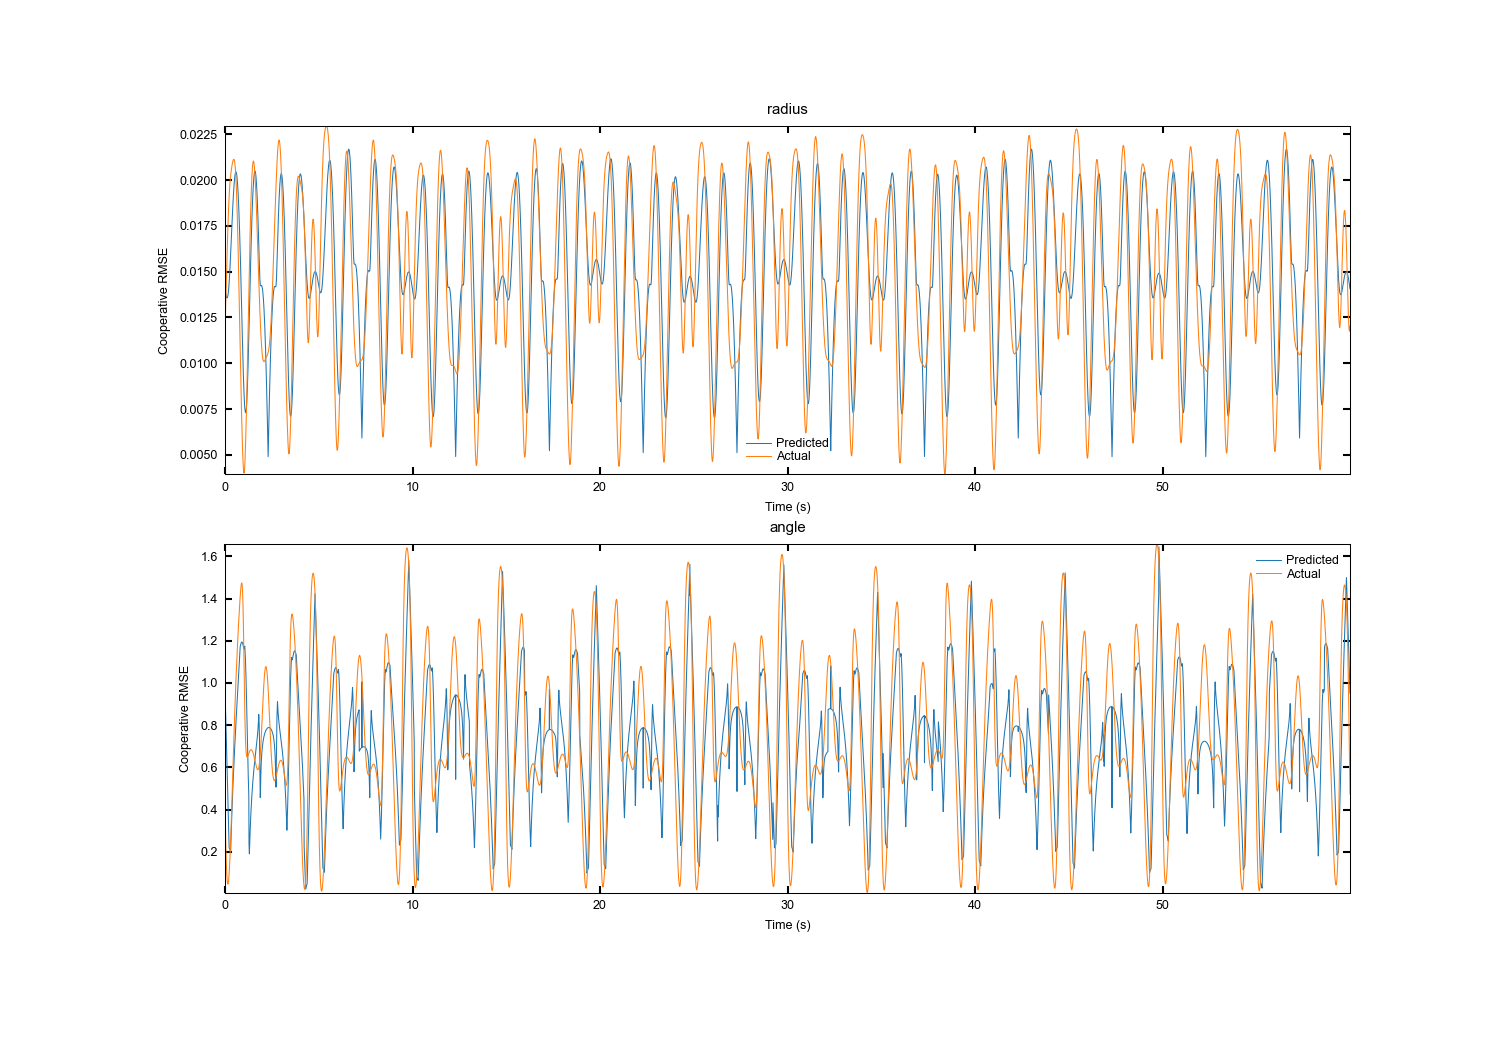 radius
0.0225
0.0200
0.0175
0.0150
0.0125
0.0100
0.0075
0.0050
Cooperative RMSE
Predicted
Actual
0 10 20 30 40 50
Time (s)
angle
1.6
1.4
1.2
1.0
0.8
0.6
0.4
0.2
Cooperative RMSE
Predicted
Actual
0 10 20 30 40 50
Time (s)